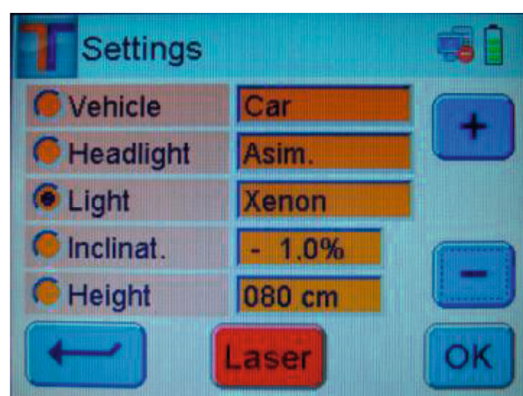 Settings
Vehicle Car
+
Headlight Asim.
Light Xenon
Inclinat. - 1.0%
-
Height 080 cm
Laser OK